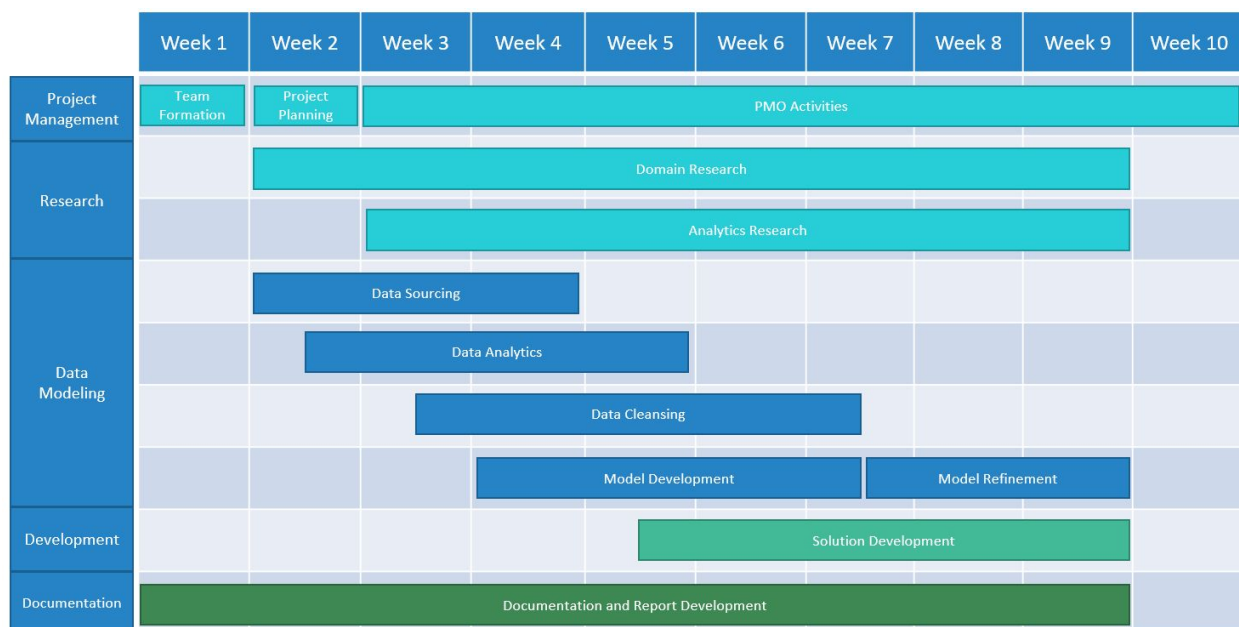 Week 1 Week 2 Week 3 Week 4 Week 5 Week 6 Week 7 Week 8 Week 9 Week 10
Project
Management
Team
Formation
Project
Planning
PMO Activities
Research
Domain Research
Analytics Research
Data
Modeling
Data Sourcing
Data Analytics
Data Cleansing
Model Development
Model Refinement
Development
Solution Development
Documentation
Documentation and Report Development